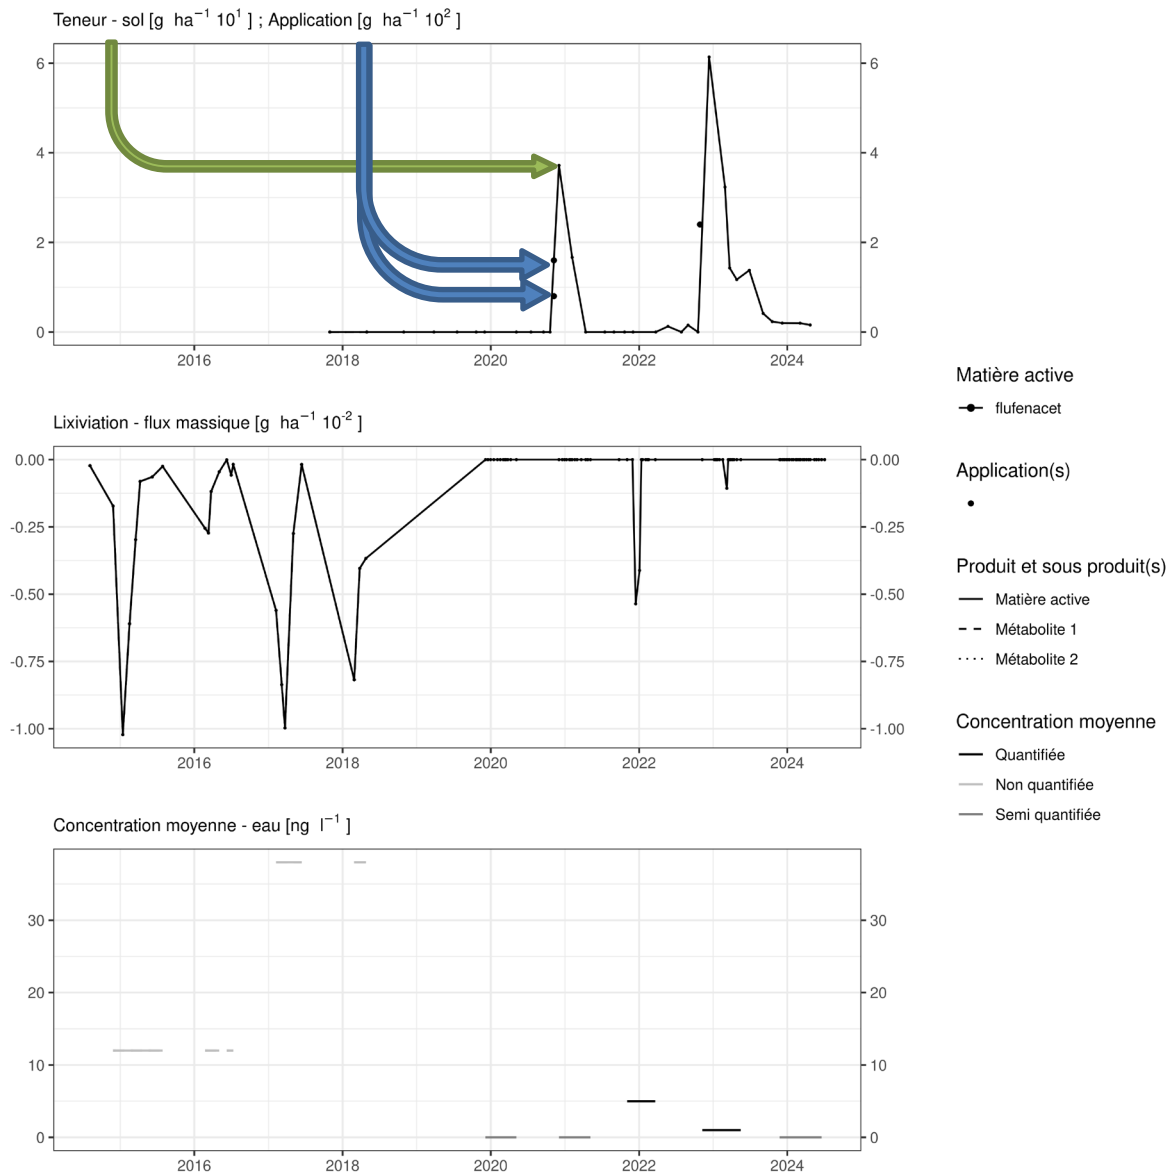 Teneur - sol [g ha−1 101 ] ; Application [g ha−1 102 ]
6 6
4 4
2 2
0 0
2016 2018 2020 2022 2024
Lixiviation - flux massique [g ha−1 10-2 ]
0.00 0.00
-0.25 -0.25
-0.50 -0.50
-0.75 -0.75
-1.00 -1.00
2016 2018 2020 2022 2024
Concentration moyenne - eau [ng l−1 ]
30 30
20 20
10 10
0 0
2016 2018 2020 2022 2024
Matière active
flufenacet
Application(s)
Produit et sous produit(s)
Matière active
Métabolite 1
Métabolite 2
Concentration moyenne
Quantifiée
Non quantifiée
Semi quantifiée